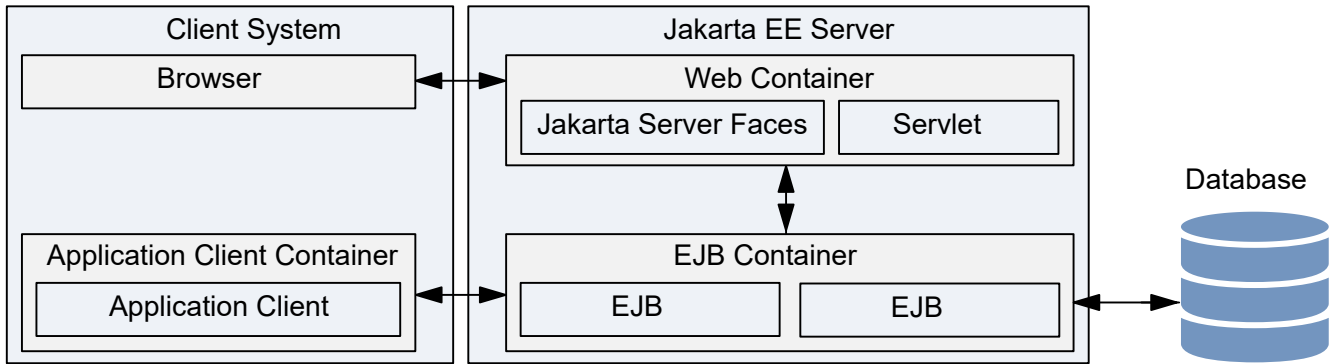 Client System
Browser
Application Client Container
Application Client
Jakarta EE Server
Web Container
Jakarta Server Faces
Servlet
EJB Container
EJB
EJB
Database